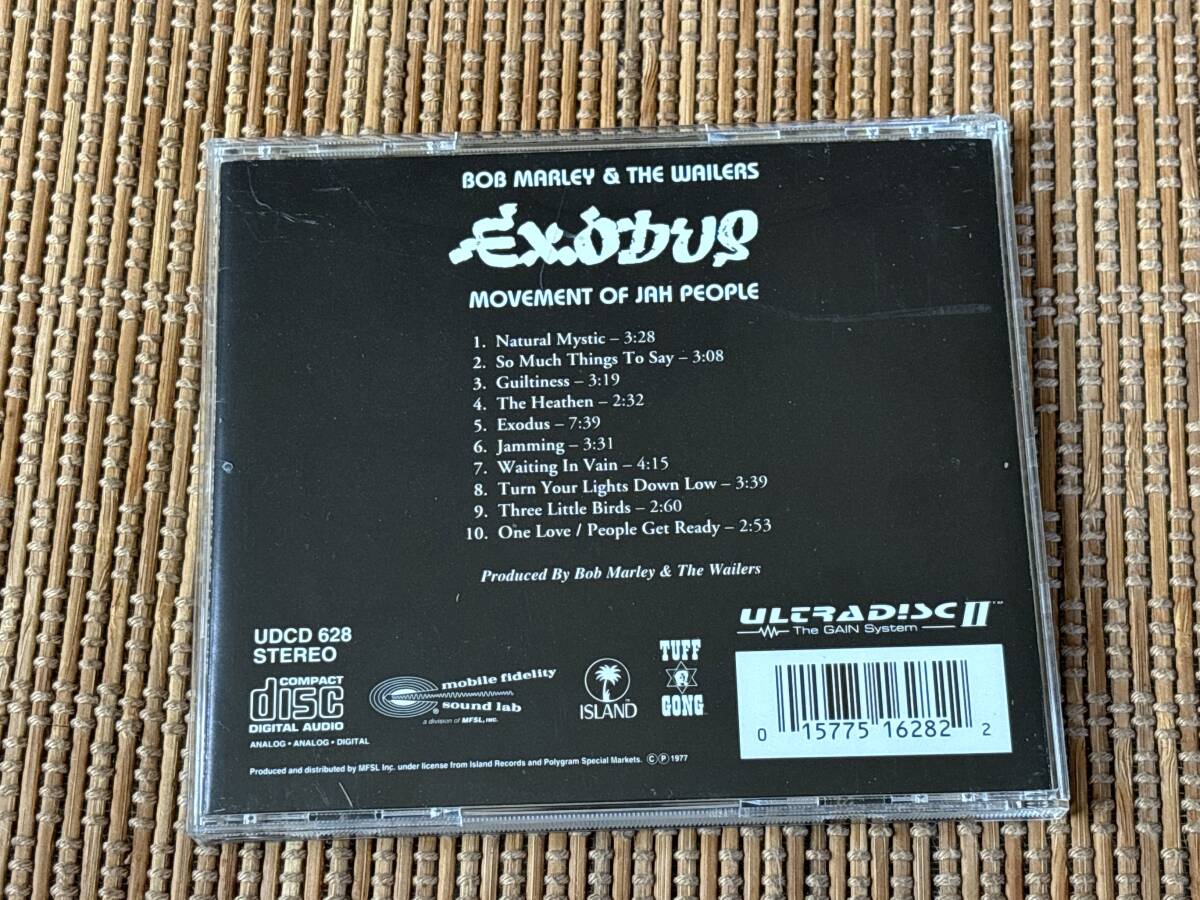 BOB MARLEY & THE WAILERS
EXODUS
MOVEMENT OF JAH PEOPLE
1. Natural Mystic – 3:28
2. So Much Things To Say – 3:08
3. Guiltiness – 3:19
4. The Heathen – 2:32
5. Exodus – 7:39
6. Jamming – 3:31
7. Waiting In Vain – 4:15
8. Turn Your Lights Down Low – 3:39
9. Three Little Birds – 2:60
10. One Love / People Get Ready – 2:53
Produced By Bob Marley & The Wailers
ULTRADISC II™
The GAIN System
UDCD 628
STEREO
COMPACT
disc
DIGITAL AUDIO
ANALOG • ANALOG • DIGITAL
mobile fidelity
sound lab
®
a division of MFSL, INC.
ISLAND
TUFF
GONG
0 15775 16282 2
Produced and distributed by MFSL Inc. under license from Island Records and Polygram Special Markets. ©℗ 1977